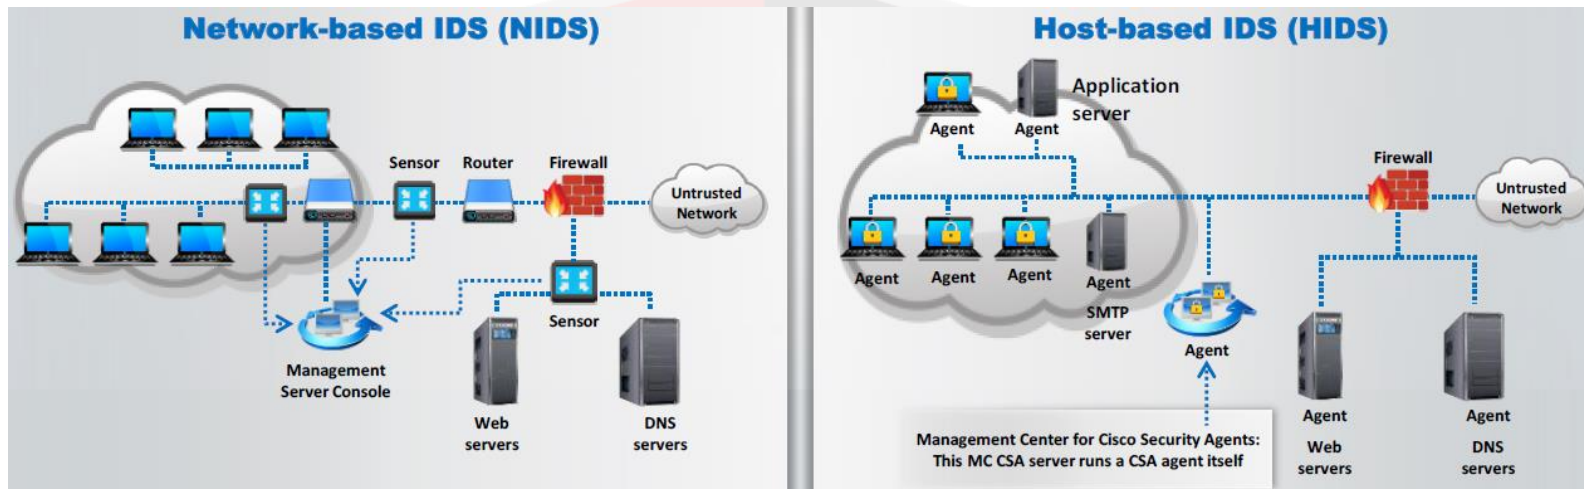 Network-based IDS (NIDS)
Sensor
Router
Firewall
Untrusted
Network
Sensor
Management
Server Console
Web
servers
DNS
servers
Host-based IDS (HIDS)
Application
server
Agent
Agent
Firewall
Untrusted
Network
Agent
Agent
Agent
Agent
SMTP
server
Agent
Agent
Web
servers
Agent
DNS
servers
Management Center for Cisco Security Agents:
This MC CSA server runs a CSA agent itself